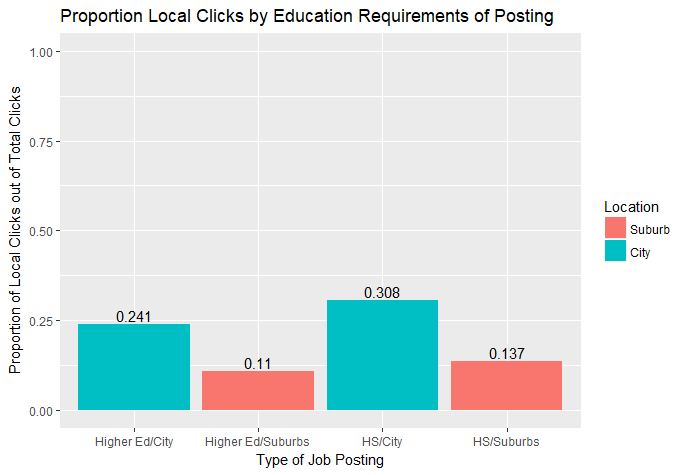 Proportion Local Clicks by Education Requirements of Posting
Proportion of Local Clicks out of Total Clicks
1.00
0.75
0.50
0.25
0.00
0.241
0.11
0.308
0.137
Higher Ed/City
Higher Ed/Suburbs
HS/City
HS/Suburbs
Type of Job Posting
Location
Suburb
City